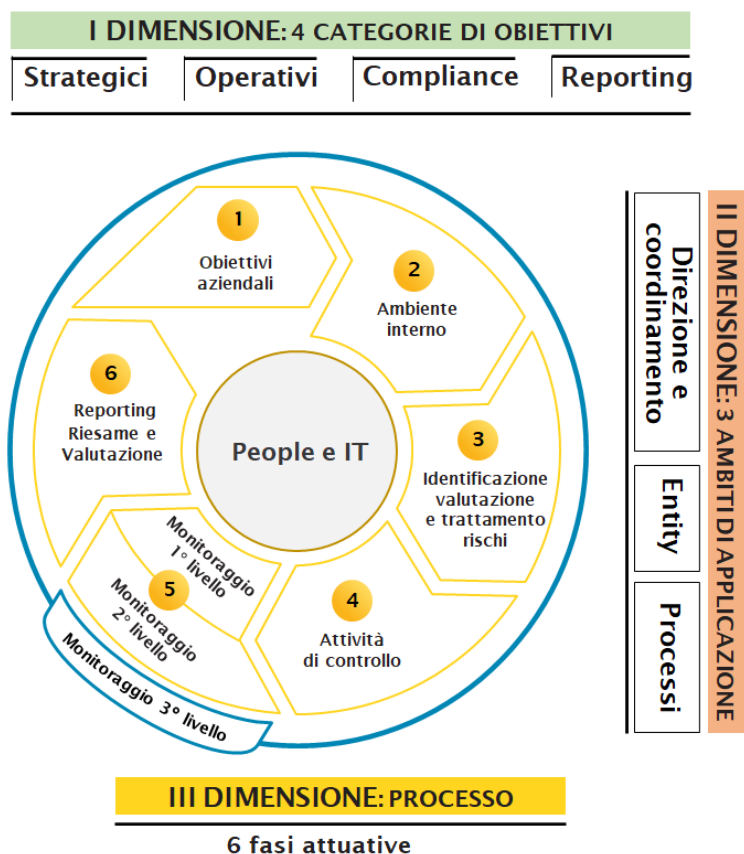 I DIMENSIONE: 4 CATEGORIE DI OBIETTIVI
Strategici
Operativi
Compliance
Reporting
1
Obiettivi
aziendali
2
Ambiente
interno
3
Identificazione
valutazione
e trattamento
rischi
4
Attività
di controllo
5
Monitoraggio
1° livello
Monitoraggio
2° livello
Monitoraggio 3° livello
6
Reporting
Riesame e
Valutazione
People e IT
Direzione e
coordinamento
Entity
Processi
II DIMENSIONE: 3 AMBITI DI APPLICAZIONE
III DIMENSIONE: PROCESSO
6 fasi attuative